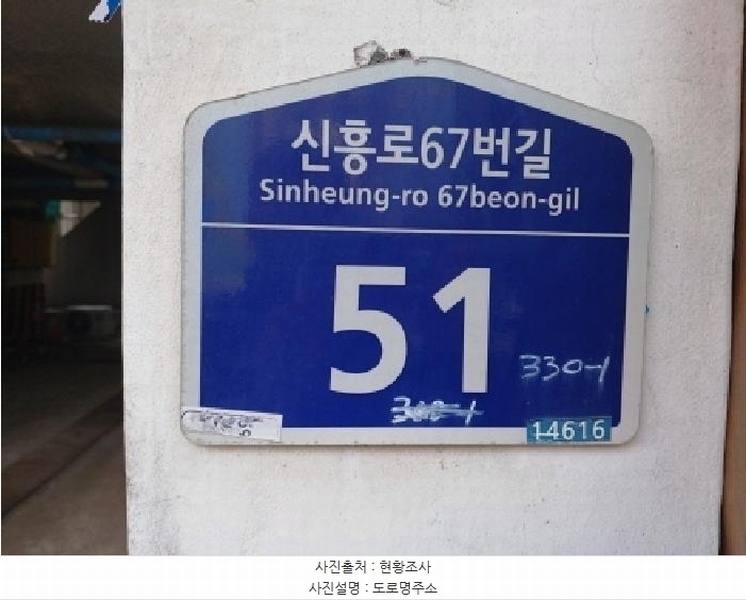 신흥로67번길
Sinheung-ro 67beon-gil
51
330-1
14616
사진출처 : 현황조사
사진설명 : 도로명주소